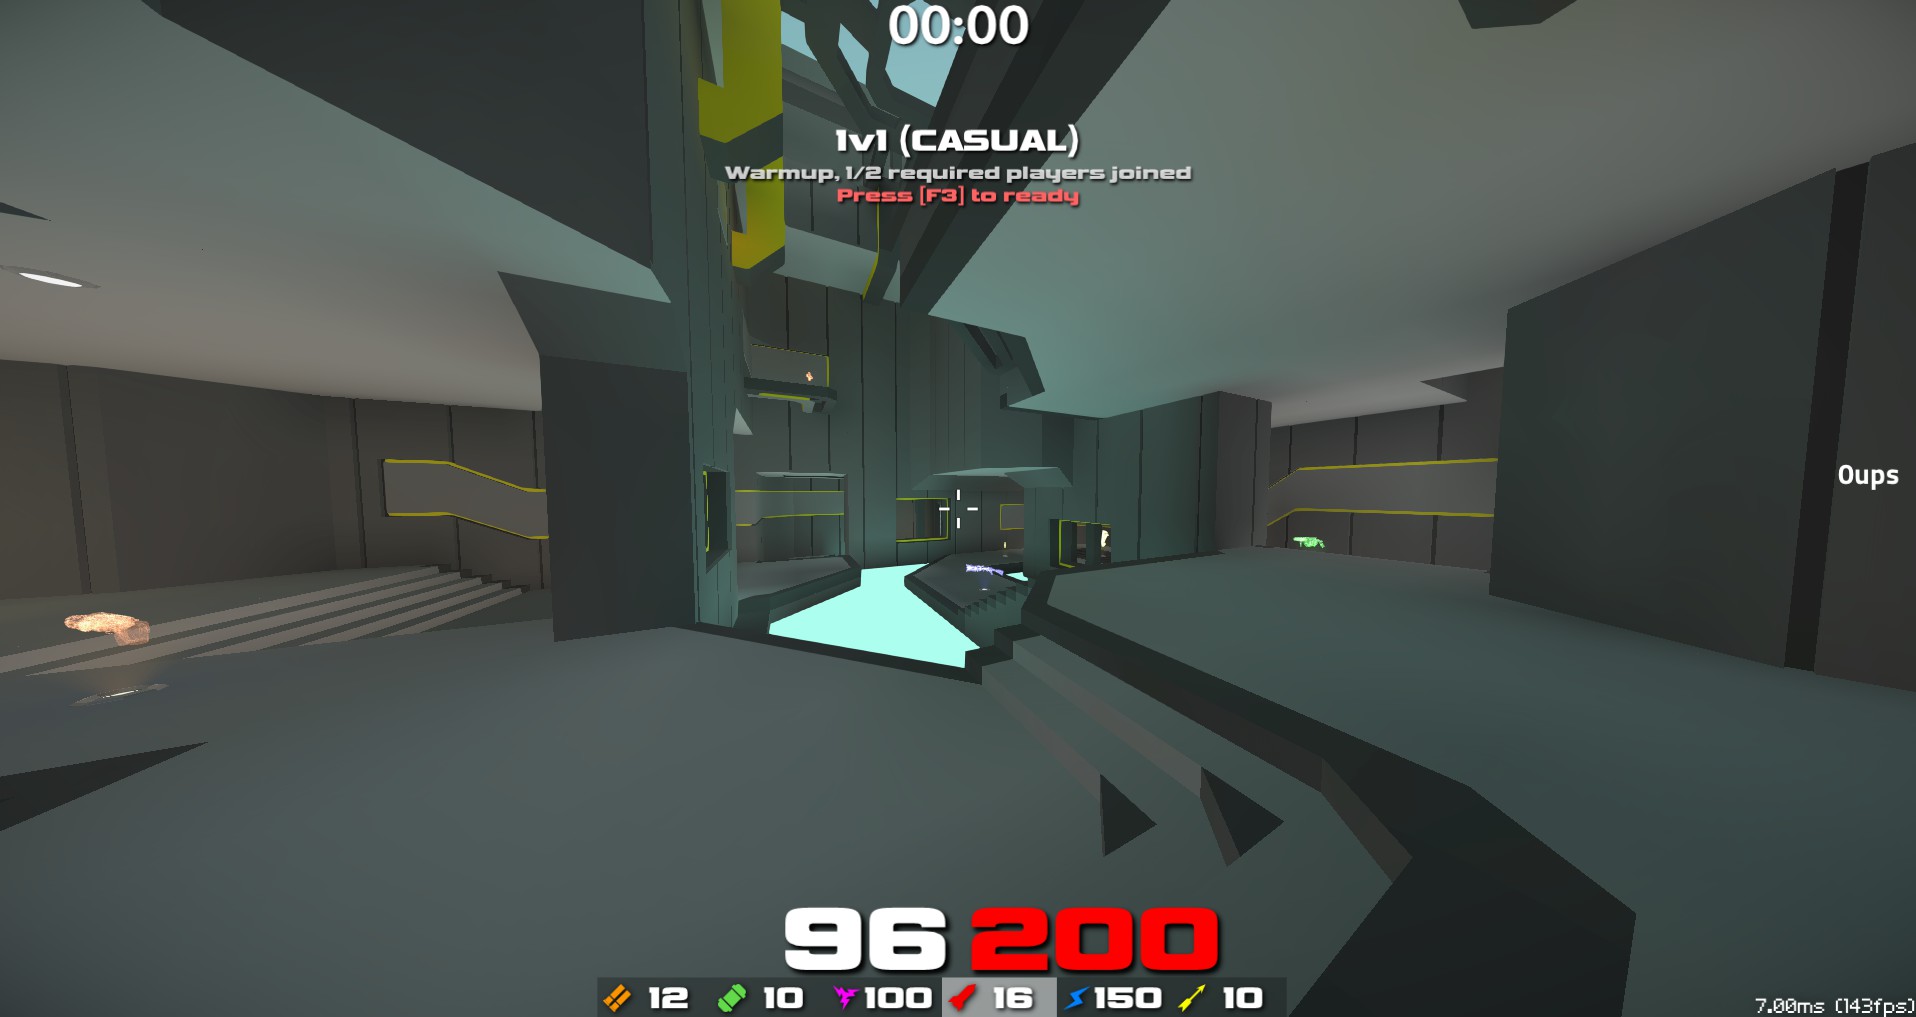 00:00
1v1 (CASUAL)
Warmup, 1/2 required players joined
Press [F3] to ready
Oups
96 200
12 10 100 16 150 10
7.00ms (143fps)